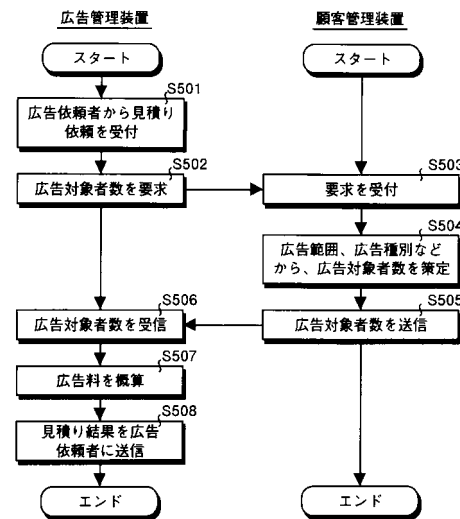 広告管理装置
顧客管理装置
スタート
スタート
S501
広告依頼者から見積り
依頼を受付
S502
広告対象者数を要求
S503
要求を受付
S504
広告範囲、広告種別など
から、広告対象者数を策定
S505
広告対象者数を送信
S506
広告対象者数を受信
S507
広告料を概算
S508
見積り結果を広告
依頼者に送信
エンド
エンド